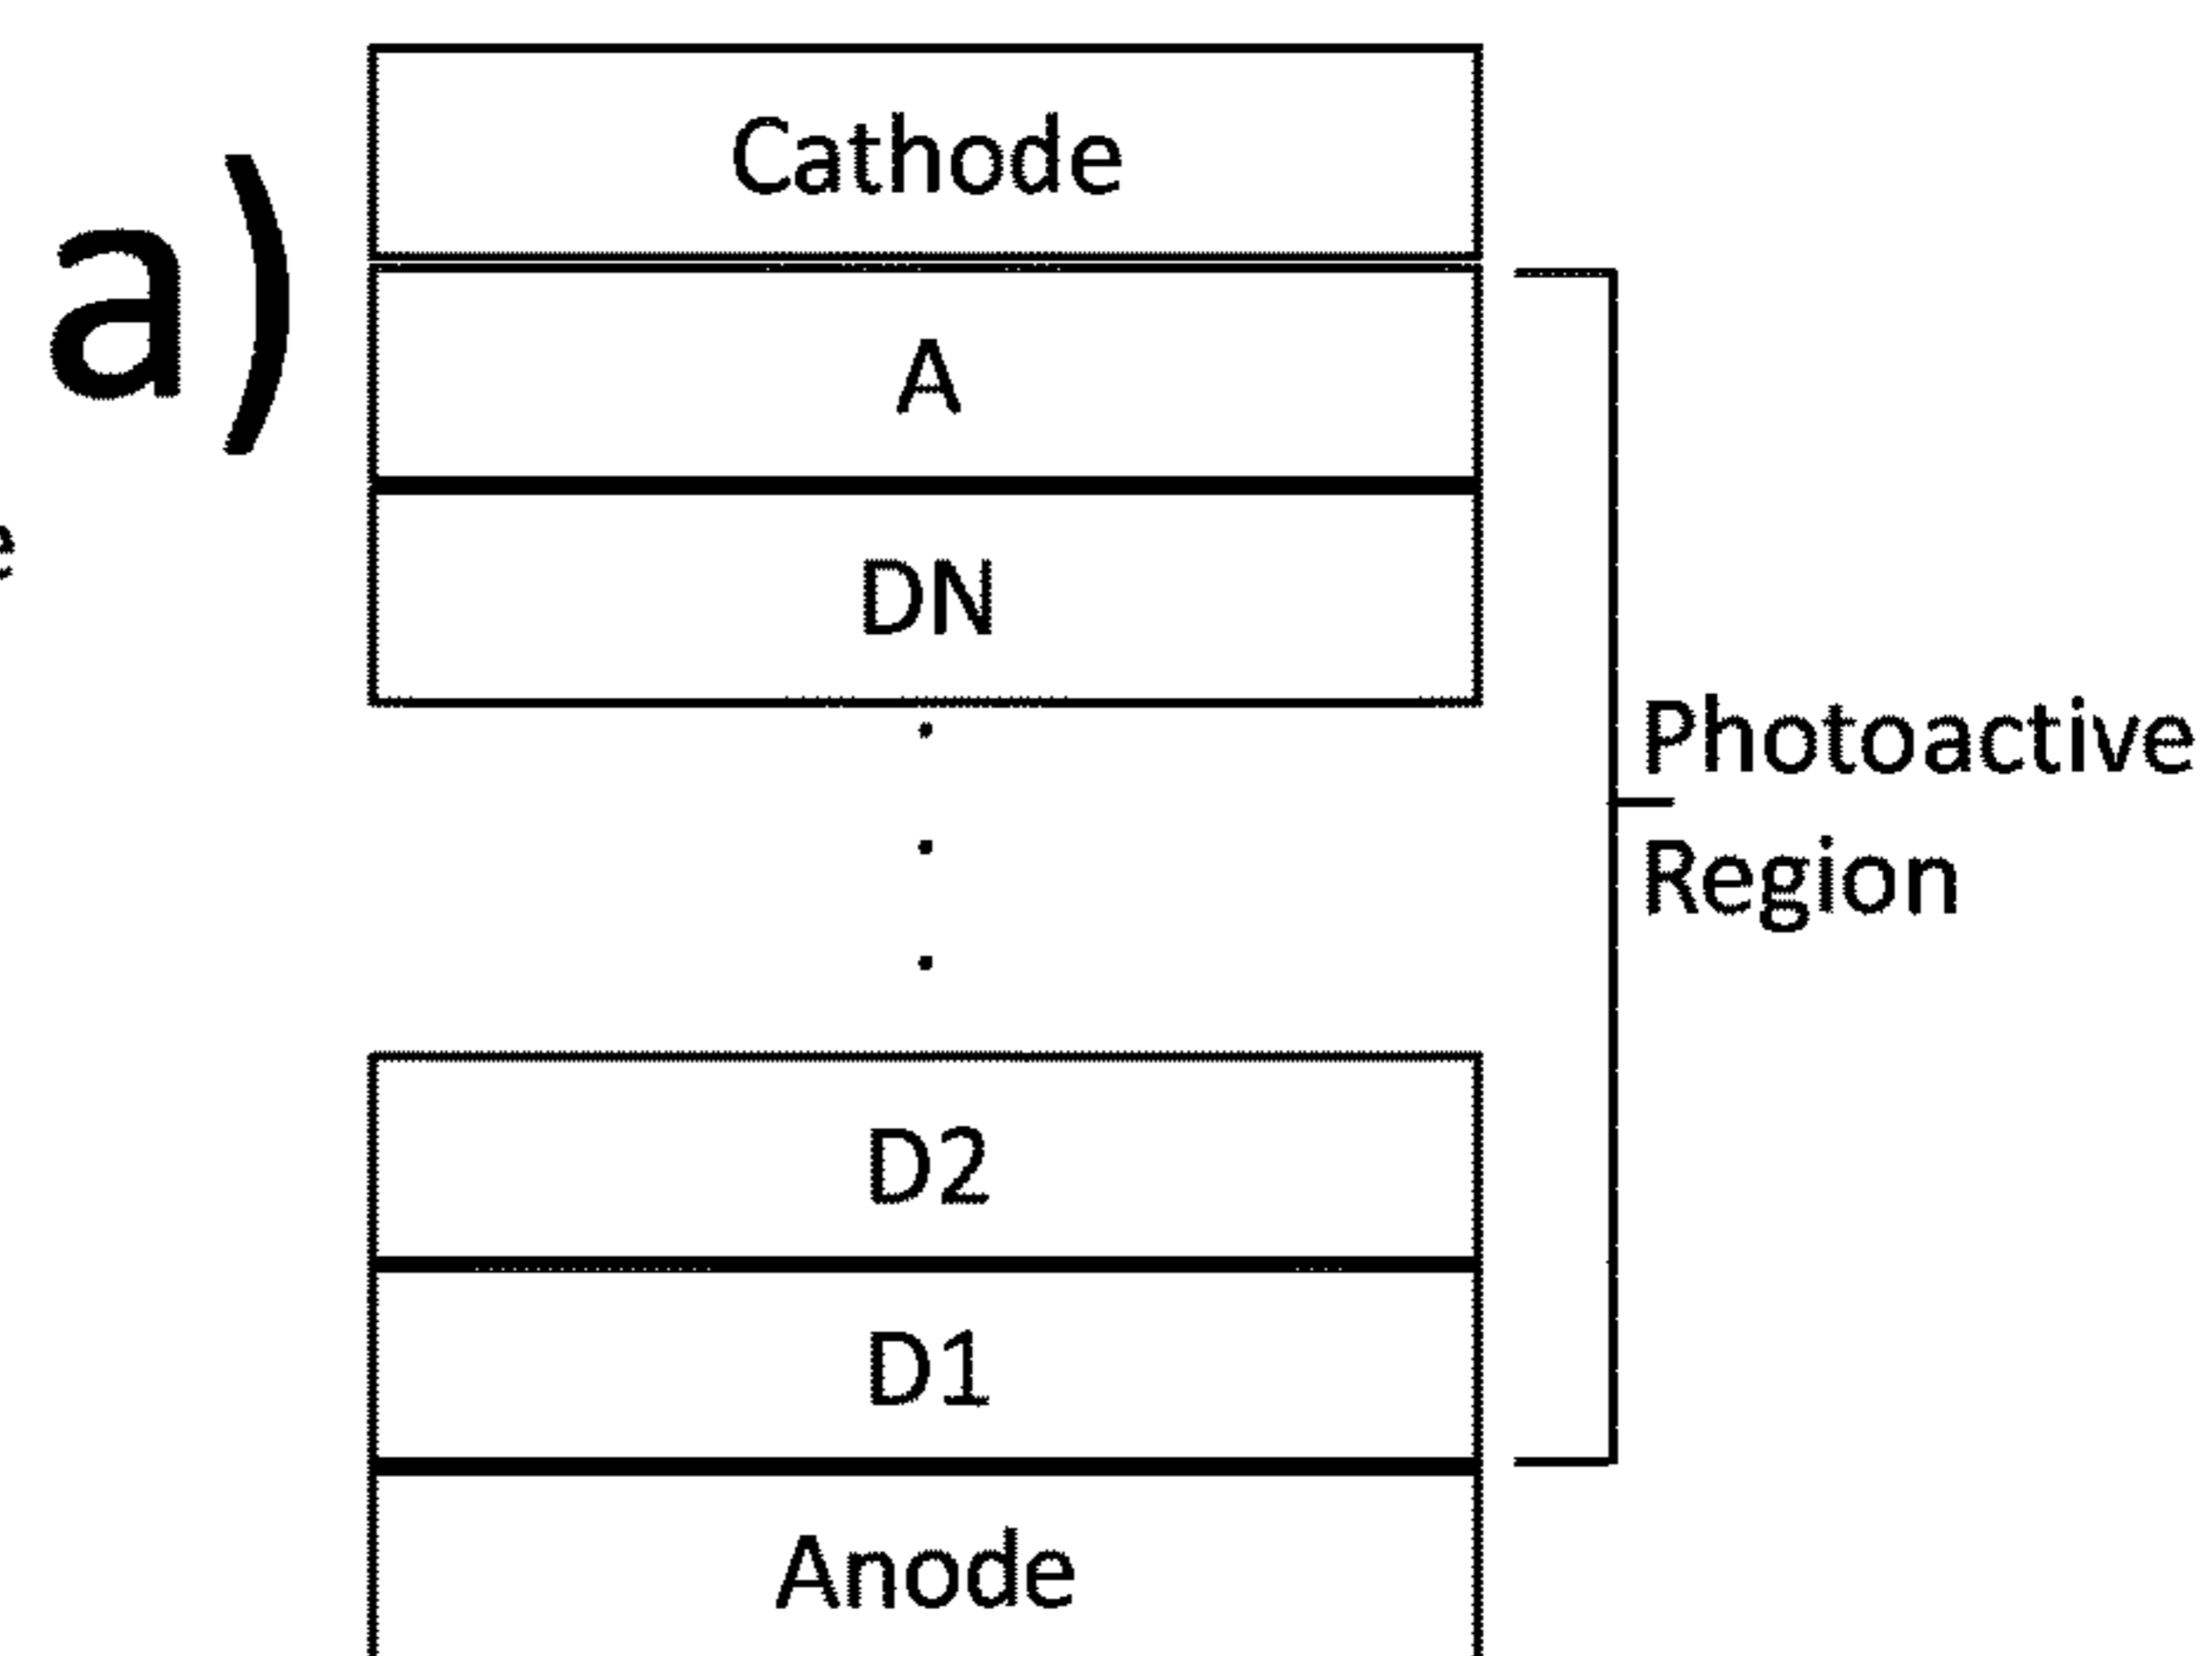 a)
Cathode
A
DN
D2
D1
Anode
Photoactive
Region